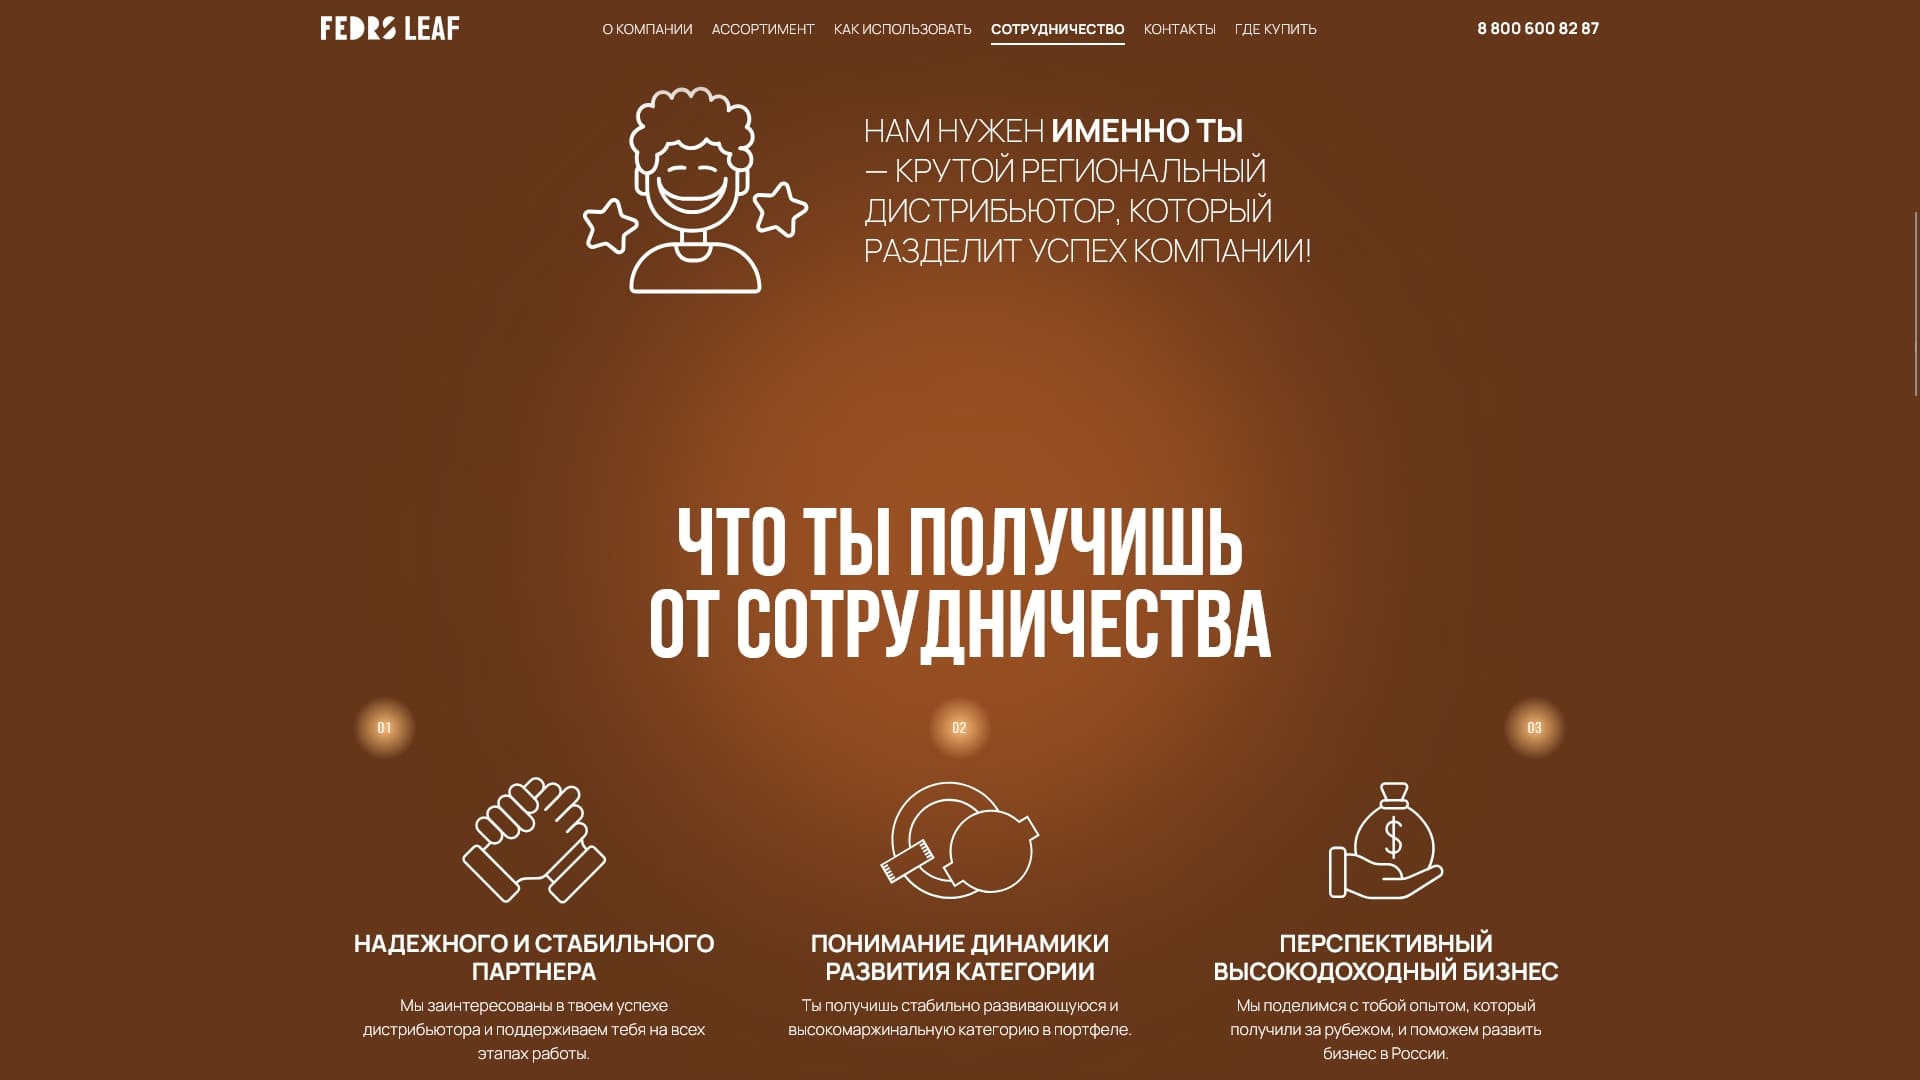 FEDRS LEAF
О КОМПАНИИ АССОРТИМЕНТ КАК ИСПОЛЬЗОВАТЬ СОТРУДНИЧЕСТВО КОНТАКТЫ ГДЕ КУПИТЬ
8 800 600 82 87
НАМ НУЖЕН ИМЕННО ТЫ
— КРУТОЙ РЕГИОНАЛЬНЫЙ
ДИСТРИБЬЮТОР, КОТОРЫЙ
РАЗДЕЛИТ УСПЕХ КОМПАНИИ!
ЧТО ТЫ ПОЛУЧИШЬ
ОТ СОТРУДНИЧЕСТВА
01
НАДЕЖНОГО И СТАБИЛЬНОГО
ПАРТНЕРА
Мы заинтересованы в твоем успехе
дистрибьютора и поддерживаем тебя на всех
этапах работы.
02
ПОНИМАНИЕ ДИНАМИКИ
РАЗВИТИЯ КАТЕГОРИИ
Ты получишь стабильно развивающуюся и
высокомаржинальную категорию в портфеле.
03
$
ПЕРСПЕКТИВНЫЙ
ВЫСОКОДОХОДНЫЙ БИЗНЕС
Мы поделимся с тобой опытом, который
получили за рубежом, и поможем развить
бизнес в России.